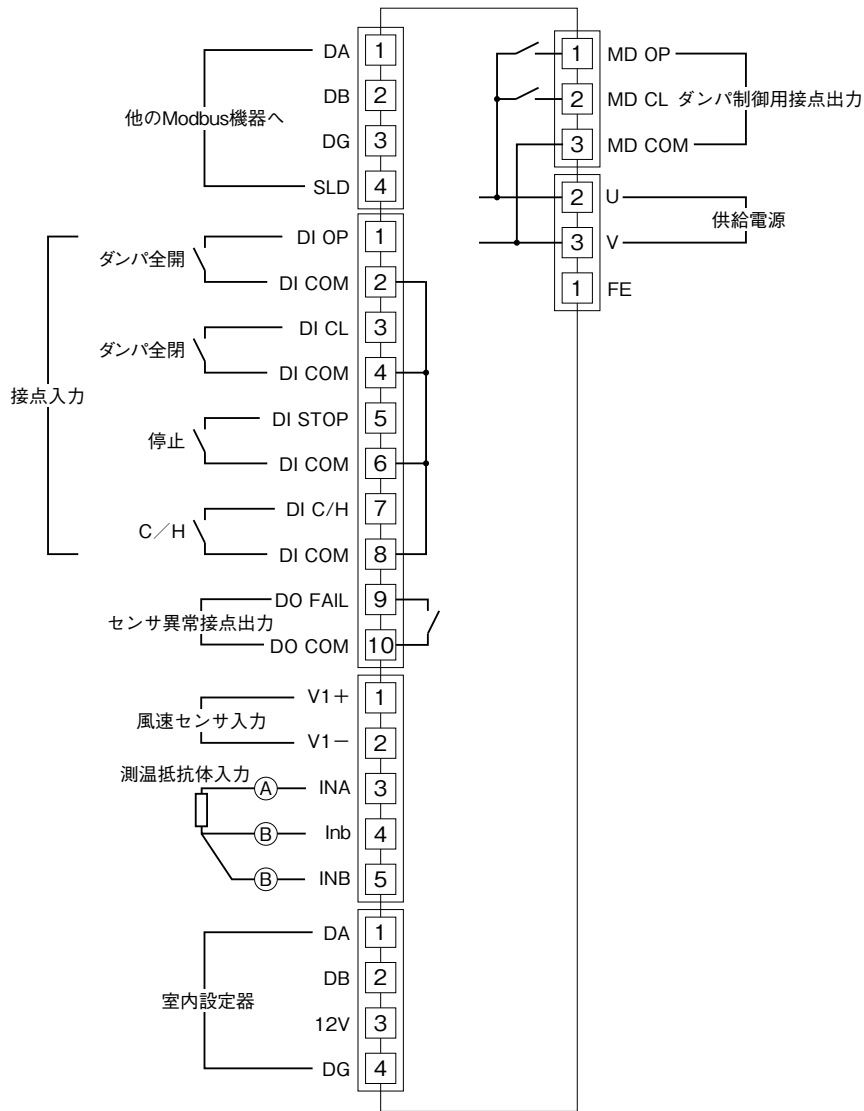 DA 1
DB 2
他のModbus機器へ
DG 3
SLD 4
DI OP 1
ダンパ全開
DI COM 2
DI CL 3
ダンパ全閉
DI COM 4
接点入力
DI STOP 5
停止
DI COM 6
DI C/H 7
C/H
DI COM 8
DO FAIL 9
センサ異常接点出力
DO COM 10
V1+ 1
風速センサ入力
V1− 2
測温抵抗体入力
A INA 3
B Inb 4
B INB 5
DA 1
DB 2
室内設定器
12V 3
DG 4
1 MD OP
2 MD CL ダンパ制御用接点出力
3 MD COM
2 U
供給電源
3 V
1 FE